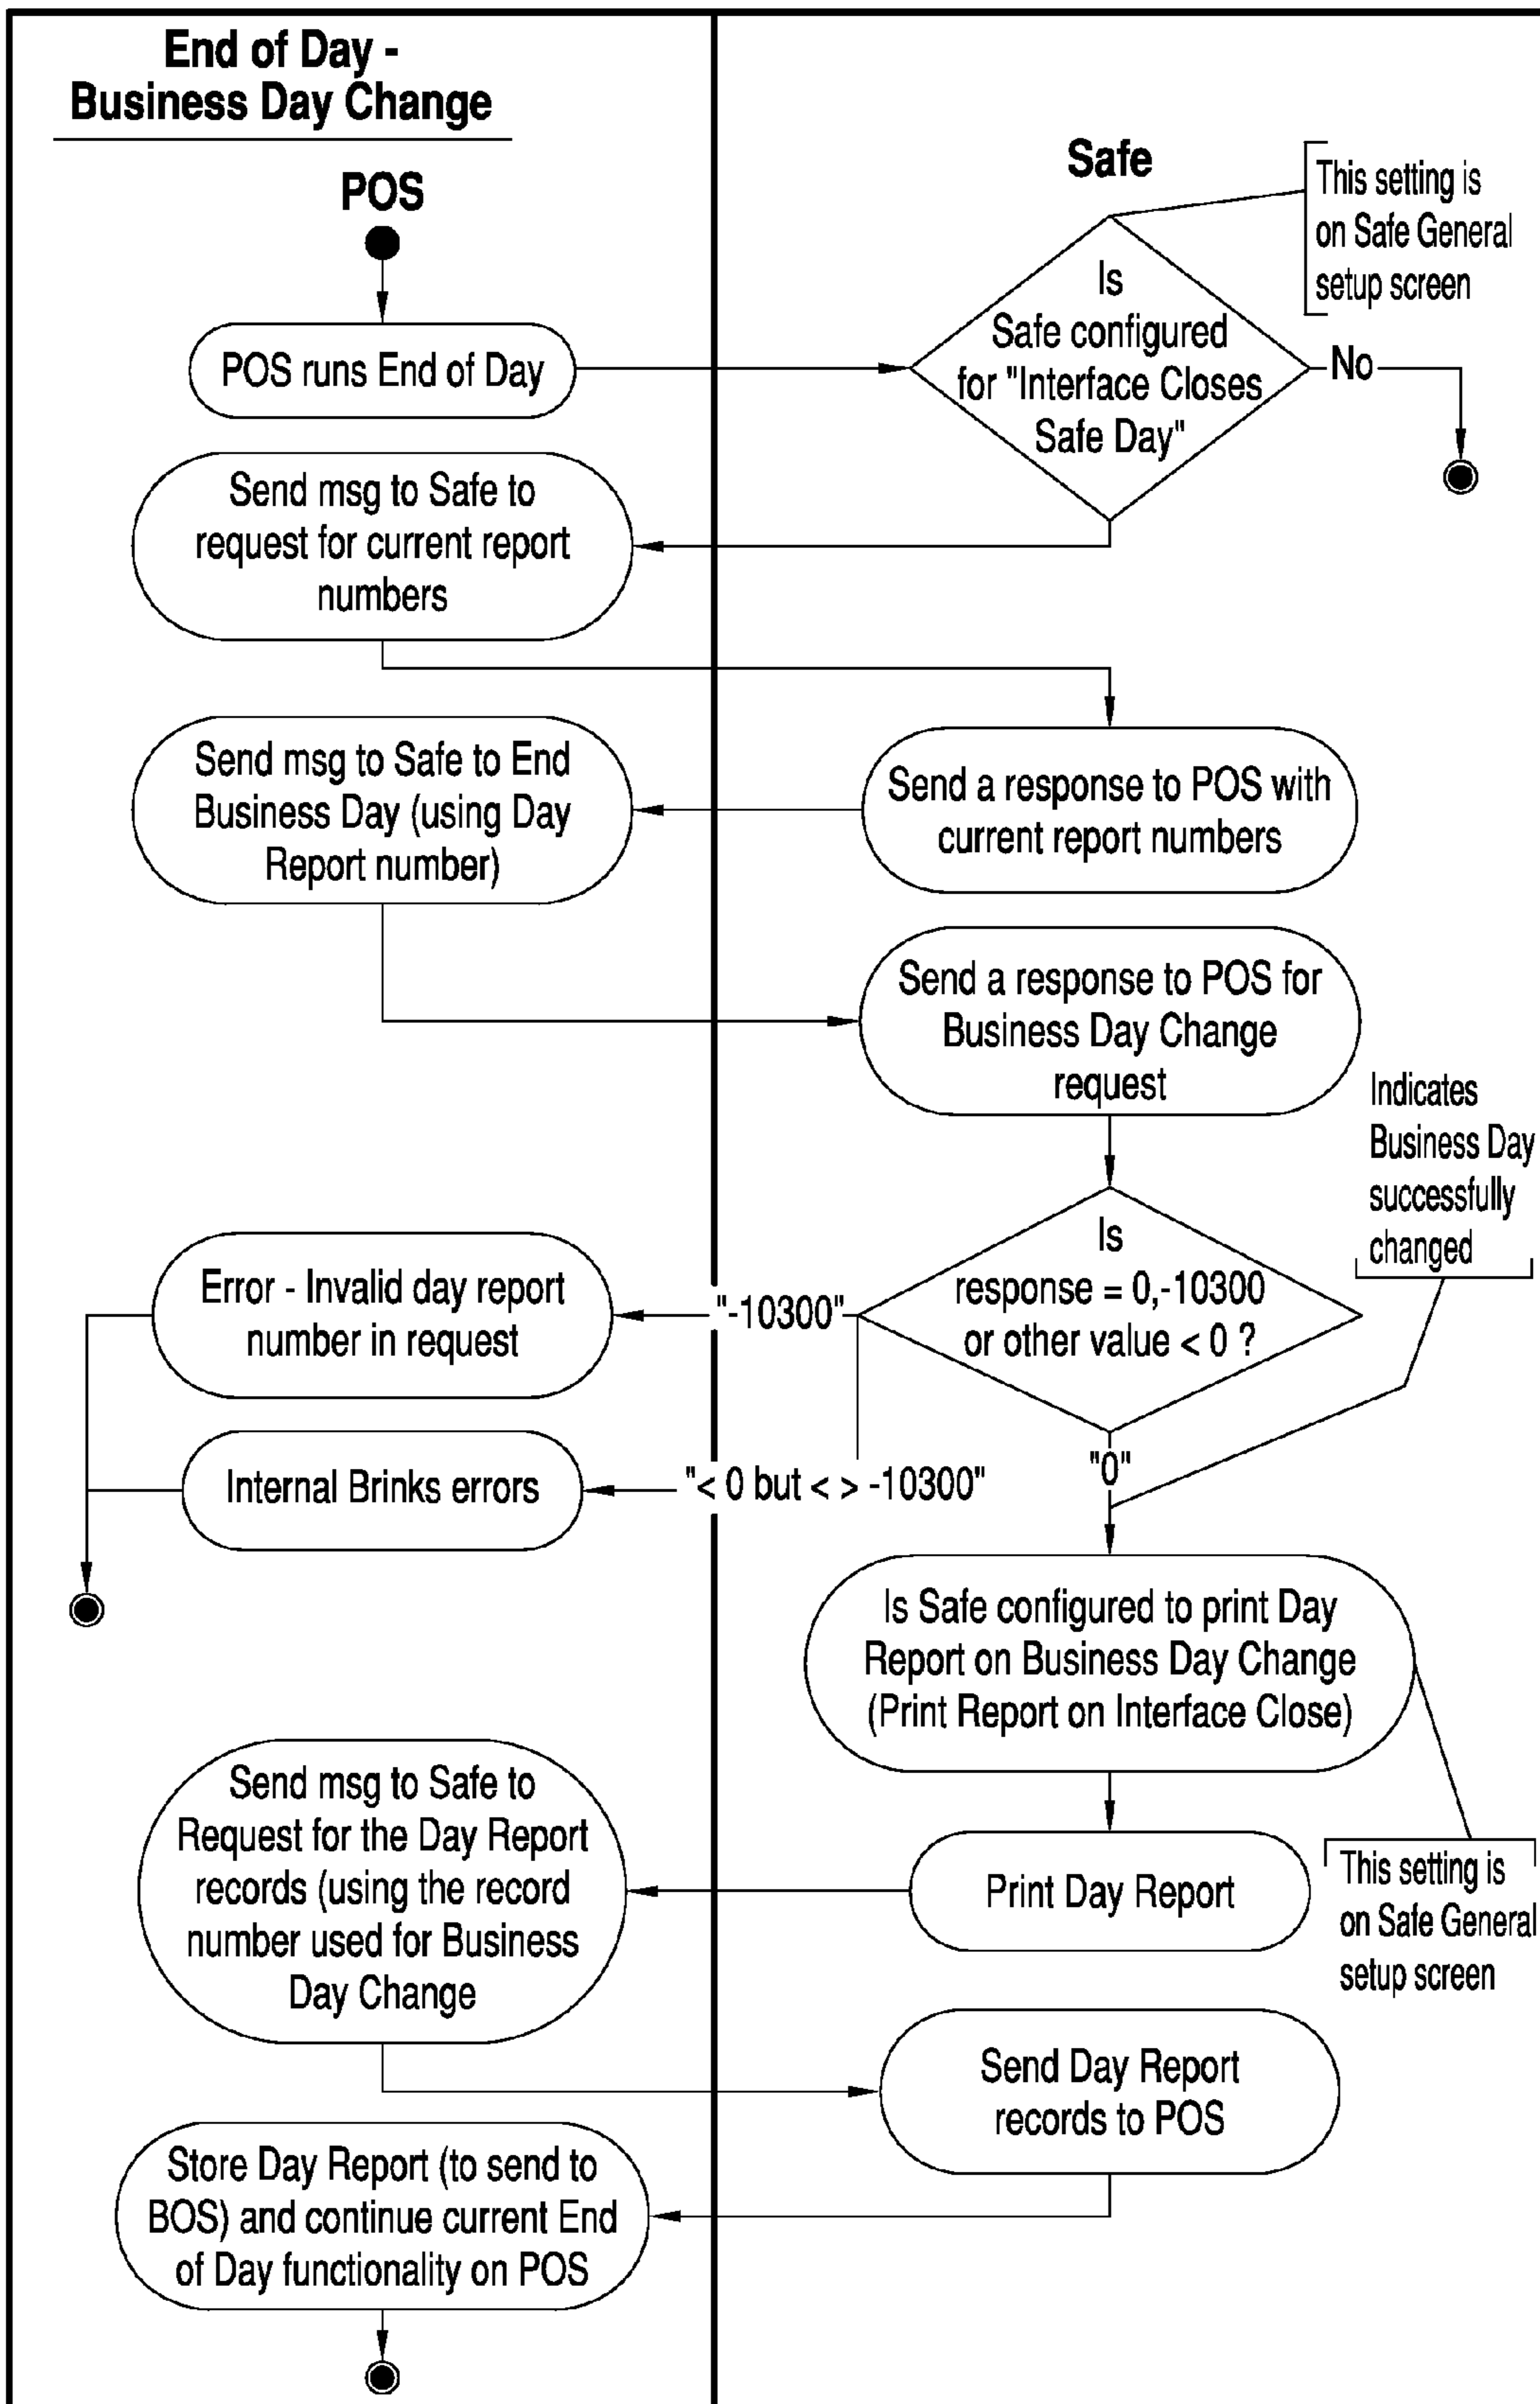 End of Day -
Business Day Change
POS
Safe
This setting is
on Safe General
setup screen
Is
Safe configured
for "Interface Closes
Safe Day"
No
POS runs End of Day
Send msg to Safe to
request for current report
numbers
Send msg to Safe to End
Business Day (using Day
Report number)
Send a response to POS with
current report numbers
Send a response to POS for
Business Day Change
request
Indicates
Business Day
successfully
changed
Is
response = 0,-10300
or other value < 0 ?
"-10300"
Error - Invalid day report
number in request
"0"
"< 0 but < > -10300"
Internal Brinks errors
Is Safe configured to print Day
Report on Business Day Change
(Print Report on Interface Close)
Send msg to Safe to
Request for the Day Report
records (using the record
number used for Business
Day Change
Print Day Report
This setting is
on Safe General
setup screen
Send Day Report
records to POS
Store Day Report (to send to
BOS) and continue current End
of Day functionality on POS